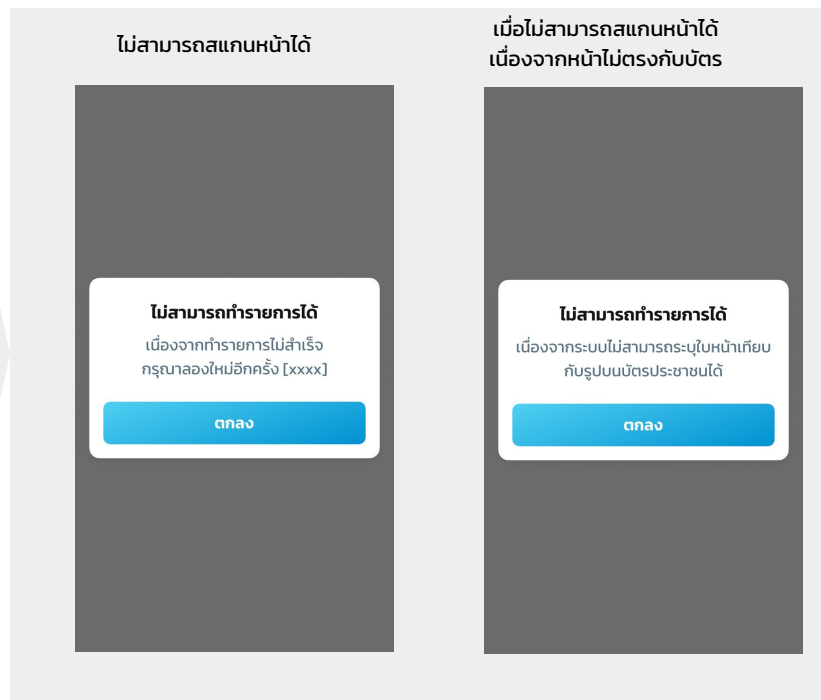 ไม่สามารถสแกนหน้าได้
ไม่สามารถทำรายการได้
เนื่องจากทำรายการไม่สำเร็จ
กรุณาลองใหม่อีกครั้ง [xxxx]
ตกลง
เมื่อไม่สามารถสแกนหน้าได้
เนื่องจากหน้าไม่ตรงกับบัตร
ไม่สามารถทำรายการได้
เนื่องจากระบบไม่สามารถระบุใบหน้าเทียบ
กับรูปบนบัตรประชาชนได้
ตกลง